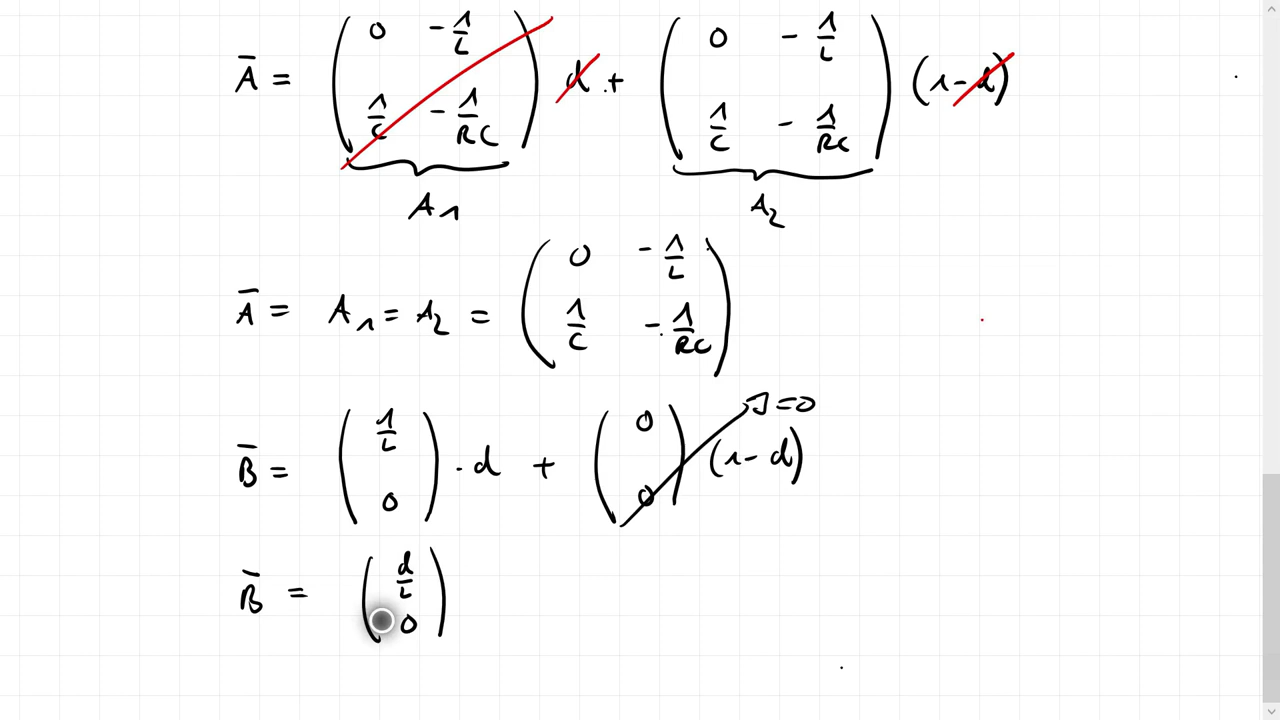 Ā = ( 0 -1/L ; 1/C -1/RC ) d + ( 0 -1/L ; 1/C -1/RC ) (1-d)
A1 A2
Ā = A1 = A2 = ( 0 -1/L ; 1/C -1/RC )
B̄ = ( 1/L ; 0 ) · d + ( 0 ; 0 ) (1-d) =0
B̄ = ( d/L ; 0 )